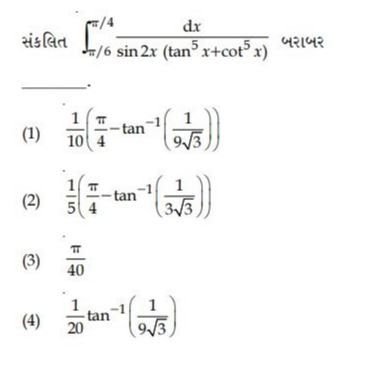 સંકલિત ∫_{π/6}^{π/4} dx / (sin 2x (tan⁵ x+cot⁵ x)) બરાબર
________.
(1) 1/10 (π/4 − tan⁻¹(1/(9√3)))
(2) 1/5 (π/4 − tan⁻¹(1/(3√3)))
(3) π/40
(4) 1/20 tan⁻¹(1/(9√3))